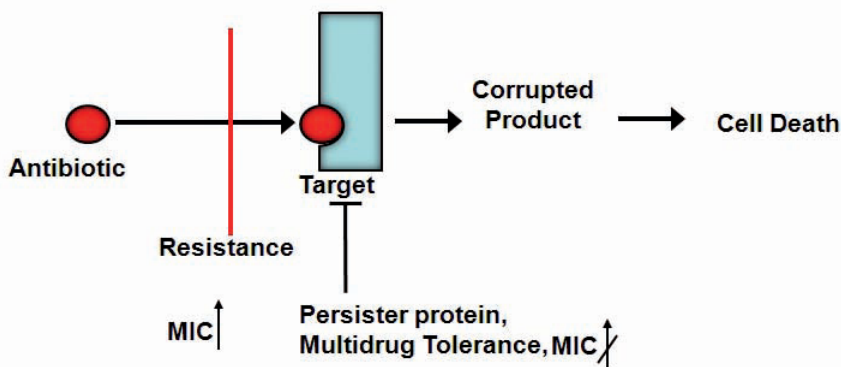 Antibiotic
Resistance
MIC
Target
Corrupted
Product
Cell Death
Persister protein,
Multidrug Tolerance, MIC